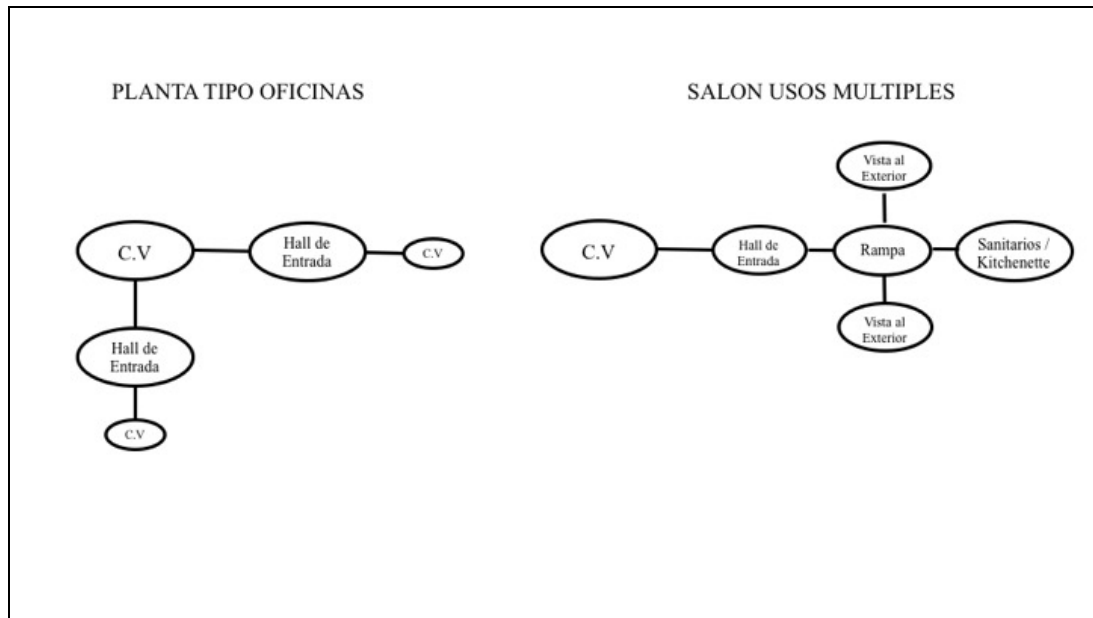 PLANTA TIPO OFICINAS
C.V
Hall de
Entrada
C.V
Hall de
Entrada
C.V
SALON USOS MULTIPLES
Vista al
Exterior
C.V
Hall de
Entrada
Rampa
Sanitarios /
Kitchenette
Vista al
Exterior